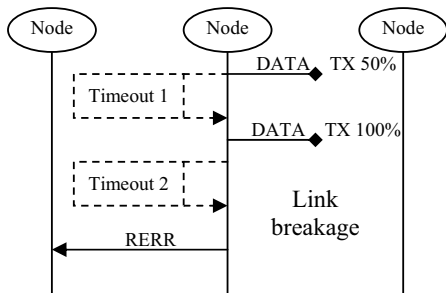 Node Node Node
DATA TX 50%
Timeout 1
DATA TX 100%
Timeout 2
Link
breakage
RERR